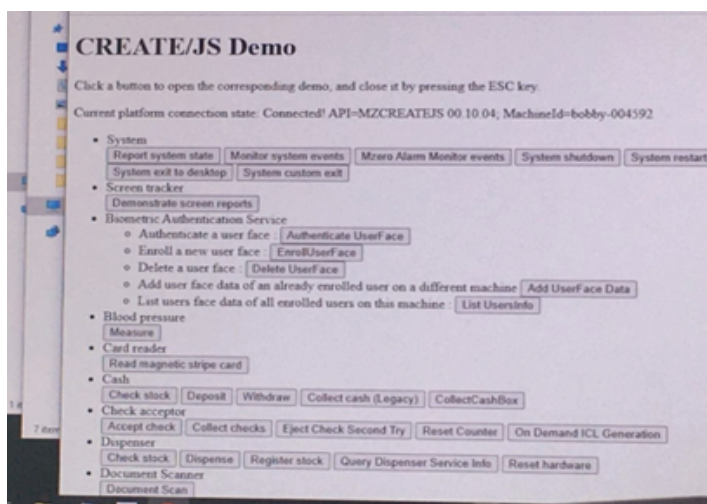 CREATE/JS Demo
Click a button to open the corresponding demo, and close it by pressing the ESC key.
Current platform connection state: Connected! API=MZCREATEJS 00.10.04; MachineId=bobby-004592
System
Report system state Monitor system events Mzero Alarm Monitor events System shutdown System restart
System exit to desktop System custom exit
Screen tracker
Demonstrate screen reports
Biometric Authentication Service
Authenticate a user face : Authenticate UserFace
Enroll a new user face : EnrollUserFace
Delete a user face : Delete UserFace
Add user face data of an already enrolled user on a different machine Add UserFace Data
List users face data of all enrolled users on this machine : List UsersInfo
Blood pressure
Measure
Card reader
Read magnetic stripe card
Cash
Check stock Deposit Withdraw Collect cash (Legacy) CollectCashBox
Check acceptor
Accept check Collect checks Eject Check Second Try Reset Counter On Demand ICL Generation
Dispenser
Check stock Dispense Register stock Query Dispenser Service Info Reset hardware
Document Scanner
Document Scan